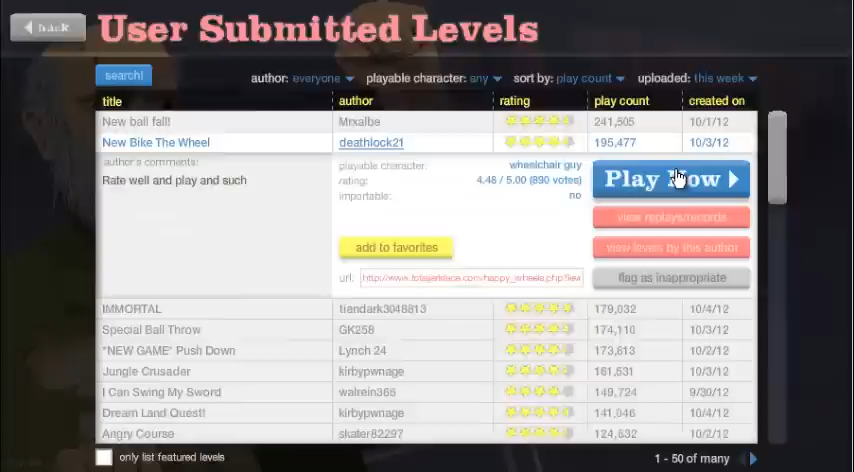 back
User Submitted Levels
search!
author: everyone playable character: any sort by: play count uploaded: this week
title author rating play count created on
New ball fall! Mrxalbe 241,505 10/1/12
New Bike The Wheel deathlock21 195,477 10/3/12
author's comments:
Rate well and play and such
playable character: wheelchair guy
rating: 4.48 / 5.00 (890 votes)
importable: no
Play Now
view replays/records
add to favorites
view levels by this author
url:
flag as inappropriate
IMMORTAL tiandark3048813 179,032 10/4/12
Special Ball Throw GK258 174,110 10/3/12
*NEW GAME* Push Down Lynch 24 173,613 10/2/12
Jungle Crusader kirbypwnage 161,531 10/3/12
I Can Swing My Sword walrein365 149,724 9/30/12
Dream Land Quest! kirbypwnage 141,046 10/4/12
Angry Course skater82297 124,632 10/2/12
only list featured levels
1 - 50 of many